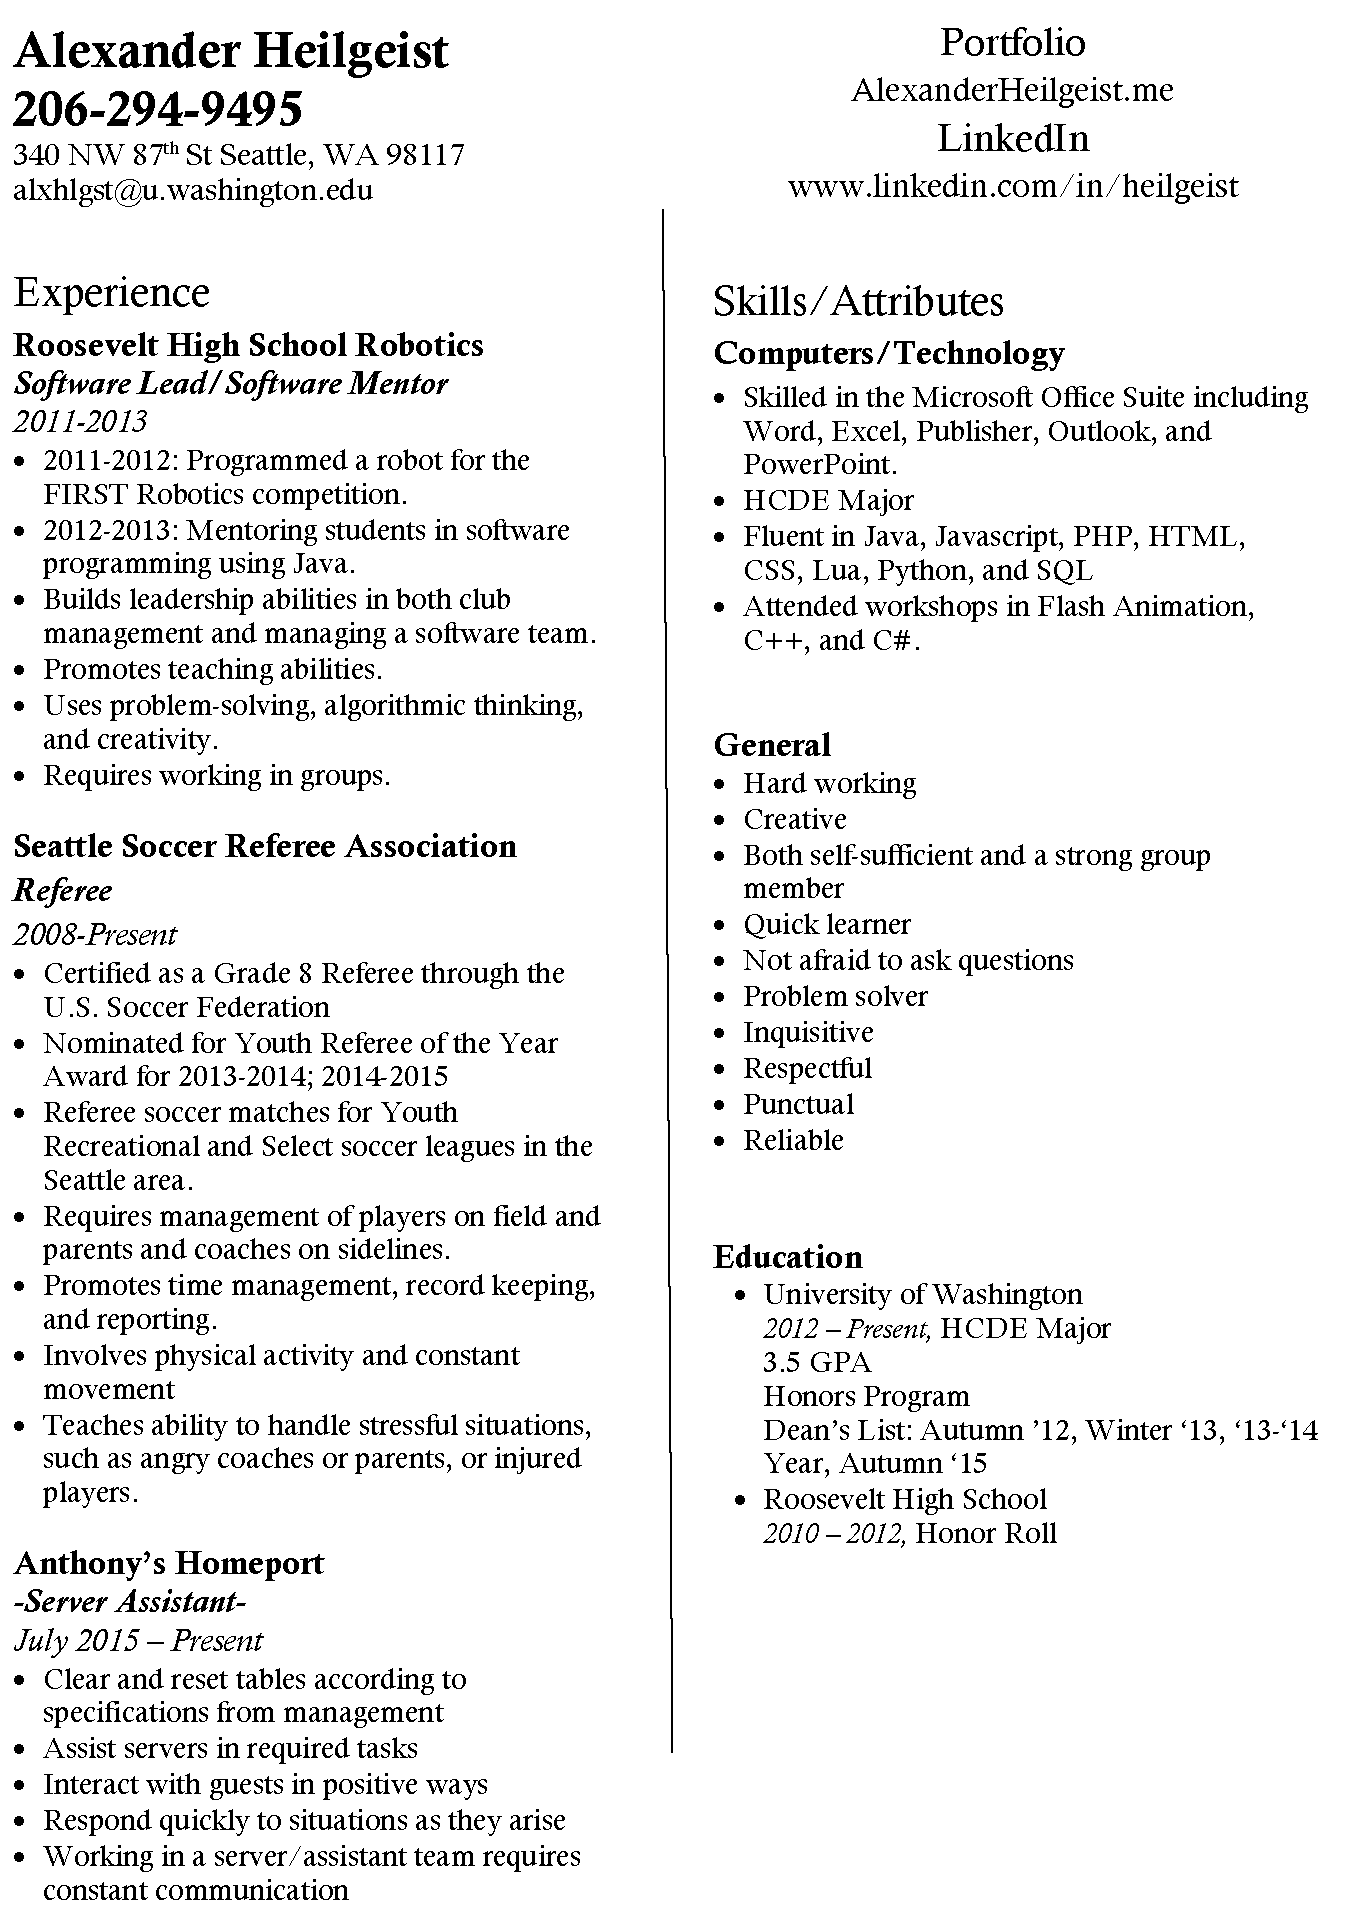 Alexander Heilgeist
206-294-9495
340 NW 87th St Seattle, WA 98117
alxhlgst@u.washington.edu
Portfolio
AlexanderHeilgeist.me
LinkedIn
www.linkedin.com/in/heilgeist
Experience
Roosevelt High School Robotics
Software Lead/Software Mentor
2011-2013
• 2011-2012: Programmed a robot for the
FIRST Robotics competition.
• 2012-2013: Mentoring students in software
programming using Java.
• Builds leadership abilities in both club
management and managing a software team.
• Promotes teaching abilities.
• Uses problem-solving, algorithmic thinking,
and creativity.
• Requires working in groups.
Seattle Soccer Referee Association
Referee
2008-Present
• Certified as a Grade 8 Referee through the
U.S. Soccer Federation
• Nominated for Youth Referee of the Year
Award for 2013-2014; 2014-2015
• Referee soccer matches for Youth
Recreational and Select soccer leagues in the
Seattle area.
• Requires management of players on field and
parents and coaches on sidelines.
• Promotes time management, record keeping,
and reporting.
• Involves physical activity and constant
movement
• Teaches ability to handle stressful situations,
such as angry coaches or parents, or injured
players.
Anthony’s Homeport
-Server Assistant-
July 2015 – Present
• Clear and reset tables according to
specifications from management
• Assist servers in required tasks
• Interact with guests in positive ways
• Respond quickly to situations as they arise
• Working in a server/assistant team requires
constant communication
Skills/Attributes
Computers/Technology
• Skilled in the Microsoft Office Suite including
Word, Excel, Publisher, Outlook, and
PowerPoint.
• HCDE Major
• Fluent in Java, Javascript, PHP, HTML,
CSS, Lua, Python, and SQL
• Attended workshops in Flash Animation,
C++, and C#.
General
• Hard working
• Creative
• Both self-sufficient and a strong group
member
• Quick learner
• Not afraid to ask questions
• Problem solver
• Inquisitive
• Respectful
• Punctual
• Reliable
Education
• University of Washington
2012 – Present, HCDE Major
3.5 GPA
Honors Program
Dean’s List: Autumn ’12, Winter ‘13, ‘13-‘14
Year, Autumn ‘15
• Roosevelt High School
2010 – 2012, Honor Roll